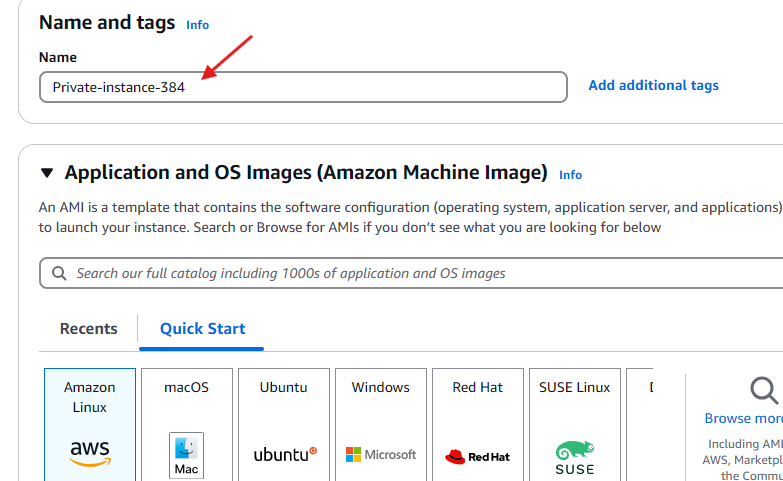 Name and tags Info
Name
Private-instance-384
Add additional tags
Application and OS Images (Amazon Machine Image) Info
An AMI is a template that contains the software configuration (operating system, application server, and applications)
to launch your instance. Search or Browse for AMIs if you don't see what you are looking for below
Search our full catalog including 1000s of application and OS images
Recents
Quick Start
Amazon
Linux
aws
macOS
Mac
Ubuntu
ubuntu
Windows
Microsoft
Red Hat
Red Hat
SUSE Linux
SUSE
Browse more
Including AMI
AWS, Marketpl
the Commu